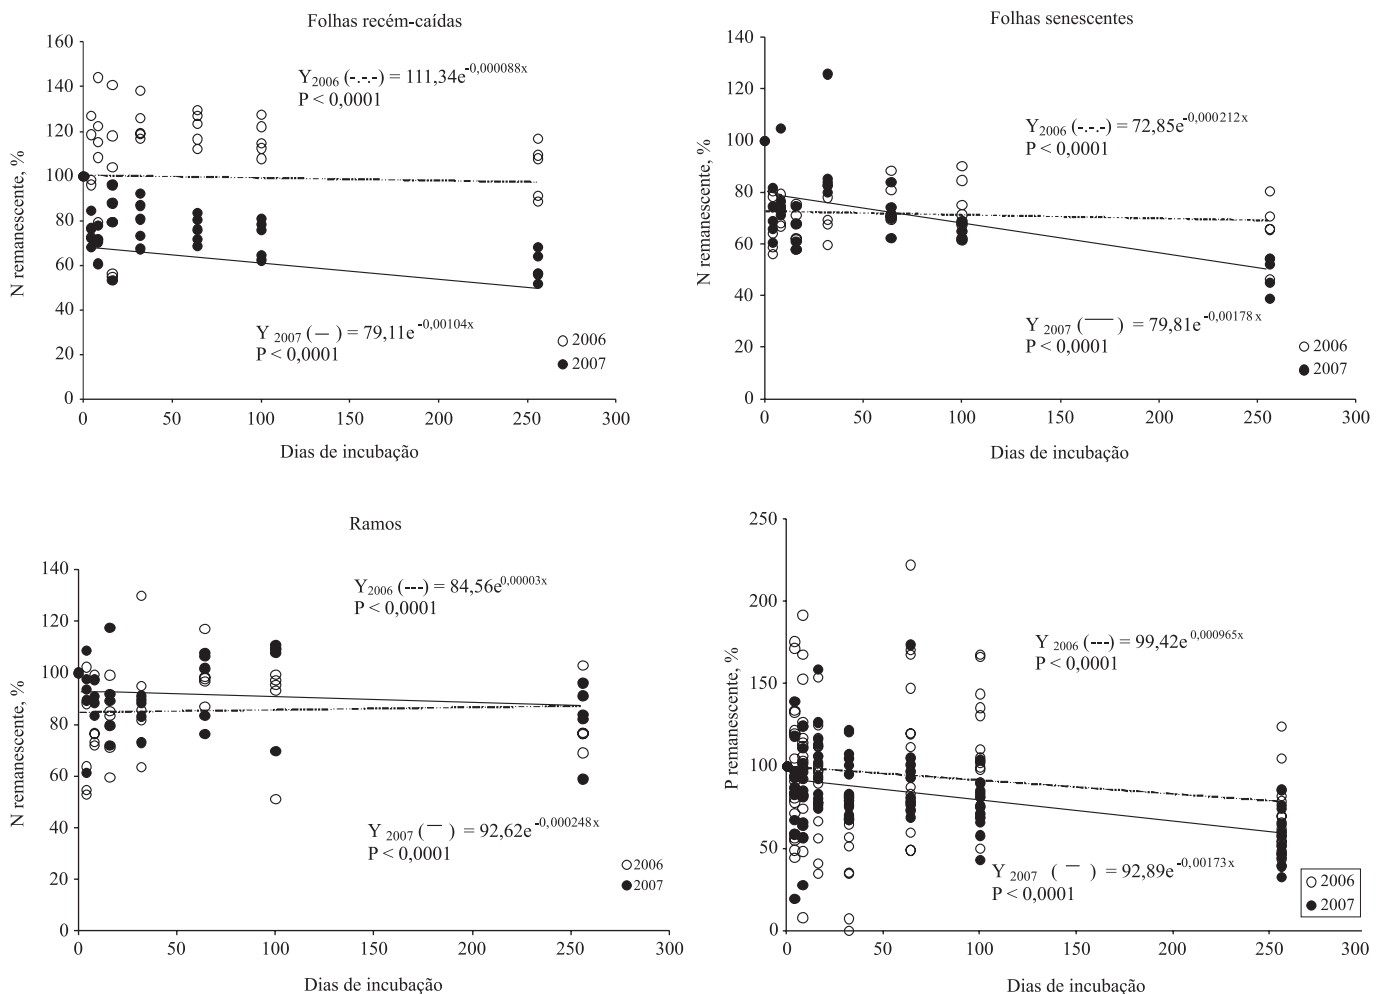 Folhas recém-caídas
N remanescente, %
160
140
120
100
80
60
40
20
0
Y2006 (-.-.-) = 111,34e-0,000088x
P < 0,0001
Y 2007 (—) = 79,11e-0,00104x
P < 0,0001
2006
2007
0 50 100 150 200 250 300
Dias de incubação
Folhas senescentes
N remanescente, %
140
120
100
80
60
40
20
0
Y2006 (-.-.-) = 72,85e-0,000212x
P < 0,0001
Y 2007 (—) = 79,81e-0,00178x
P < 0,0001
2006
2007
0 50 100 150 200 250 300
Dias de incubação
Ramos
N remanescente, %
140
120
100
80
60
40
20
0
Y2006 (---) = 84,56e0,00003x
P < 0,0001
Y 2007 (—) = 92,62e-0,000248x
P < 0,0001
2006
2007
0 50 100 150 200 250 300
Dias de incubação
P remanescente, %
250
200
150
100
50
0
Y 2006 (---) = 99,42e0,000965x
P < 0,0001
Y 2007 (—) = 92,89e-0,00173x
P < 0,0001
2006
2007
0 50 100 150 200 250 300
Dias de incubação